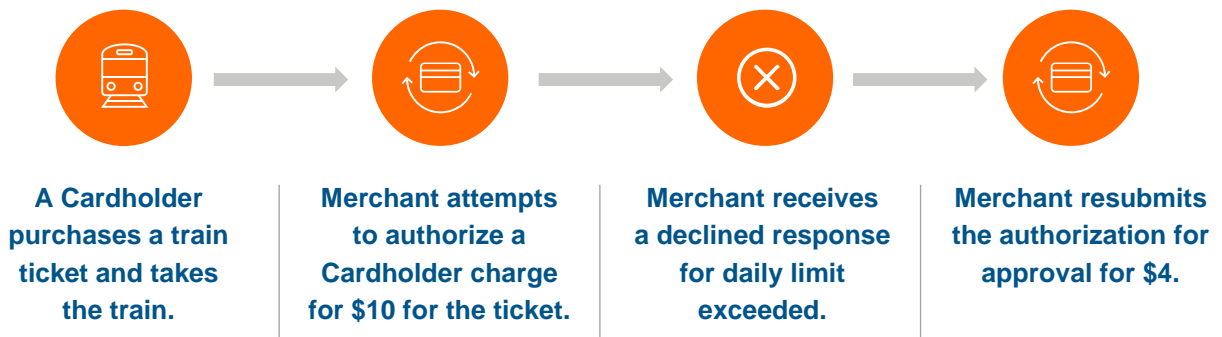 A Cardholder
purchases a train
ticket and takes
the train.
Merchant attempts
to authorize a
Cardholder charge
for $10 for the ticket.
Merchant receives
a declined response
for daily limit
exceeded.
Merchant resubmits
the authorization for
approval for $4.